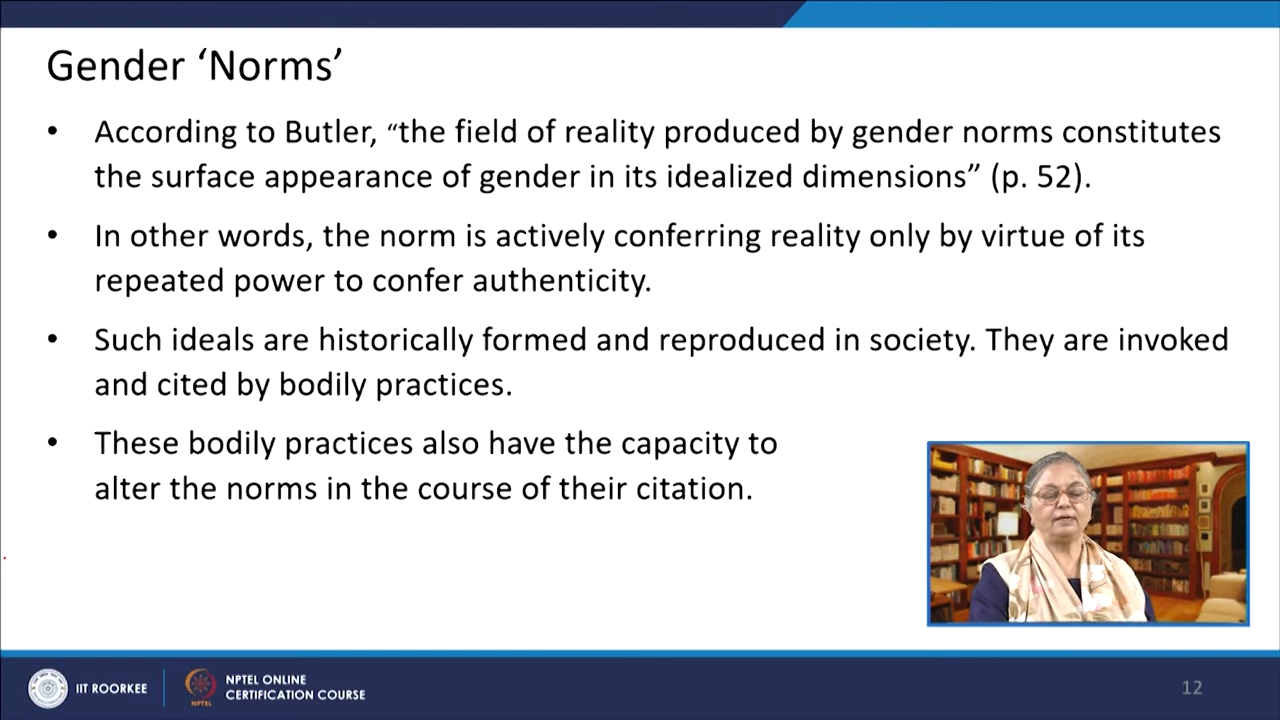 Gender ‘Norms’
• According to Butler, “the field of reality produced by gender norms constitutes
the surface appearance of gender in its idealized dimensions” (p. 52).
• In other words, the norm is actively conferring reality only by virtue of its
repeated power to confer authenticity.
• Such ideals are historically formed and reproduced in society. They are invoked
and cited by bodily practices.
• These bodily practices also have the capacity to
alter the norms in the course of their citation.
IIT ROORKEE
NPTEL
NPTEL ONLINE
CERTIFICATION COURSE
12